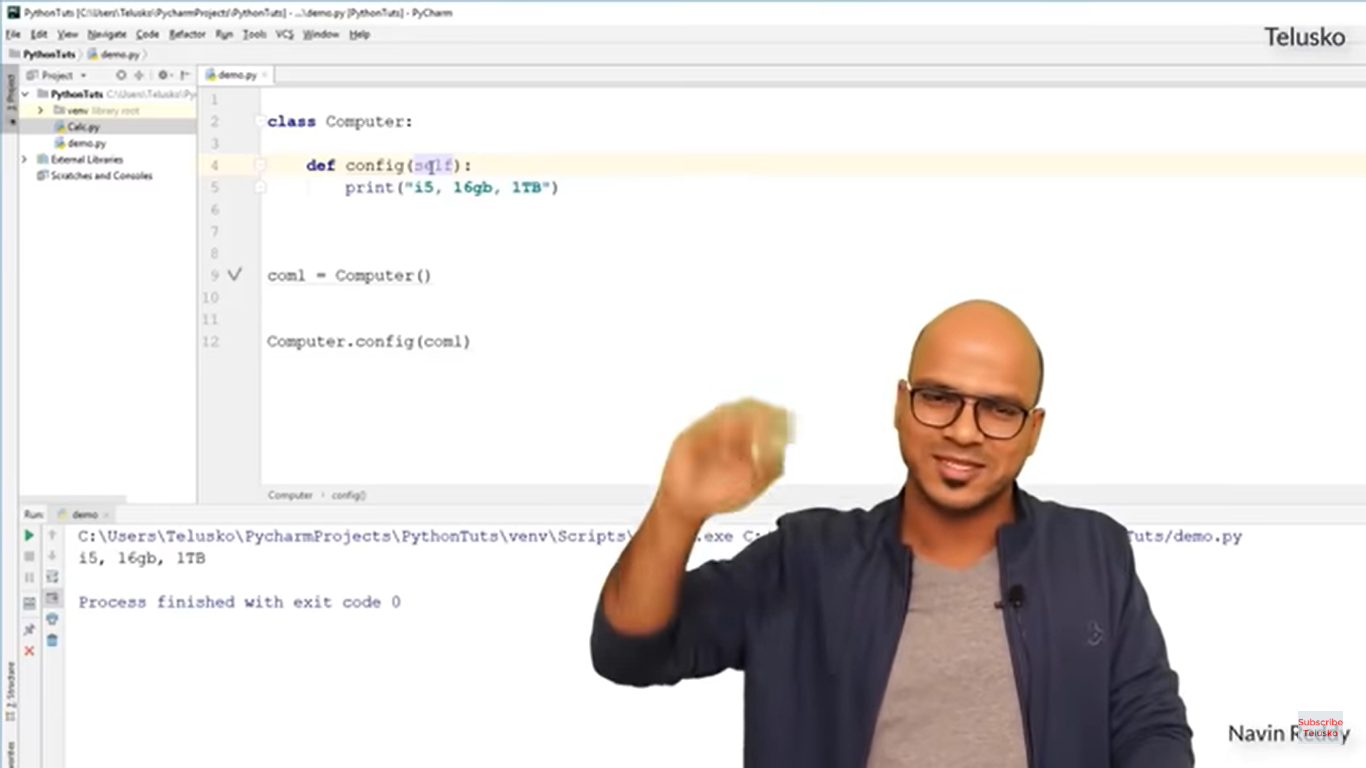 PythonTuts [C:\Users\Telusko\PycharmProjects\PythonTuts] - ...\demo.py [PythonTuts] - PyCharm
File Edit View Navigate Code Refactor Run Tools VCS Window Help
Telusko
PythonTuts demo.py
Project
demo.py
1: Project
PythonTuts C:\Users\Telusko\Py
venv library root
Calc.py
demo.py
External Libraries
Scratches and Consoles
1
2 class Computer:
3
4 def config(self):
5 print("i5, 16gb, 1TB")
6
7
8
9 com1 = Computer()
10
11
12 Computer.config(com1)
Computer config()
Run: demo
C:\Users\Telusko\PycharmProjects\PythonTuts\venv\Scripts\ .exe C: Tuts/demo.py
i5, 16gb, 1TB
Process finished with exit code 0
Z: Structure
Navin Reddy
Subscribe
Telusko